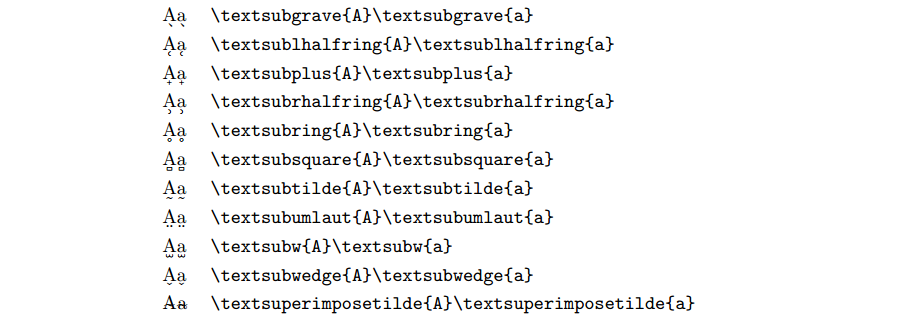 A̖a̖ \textsubgrave{A}\textsubgrave{a}
A̜a̜ \textsublhalfring{A}\textsublhalfring{a}
A̟a̟ \textsubplus{A}\textsubplus{a}
A̹a̹ \textsubrhalfring{A}\textsubrhalfring{a}
Ḁḁ \textsubring{A}\textsubring{a}
A̻a̻ \textsubsquare{A}\textsubsquare{a}
A̰a̰ \textsubtilde{A}\textsubtilde{a}
A̤a̤ \textsubumlaut{A}\textsubumlaut{a}
A̫a̫ \textsubw{A}\textsubw{a}
A̬a̬ \textsubwedge{A}\textsubwedge{a}
A̴a̴ \textsuperimposetilde{A}\textsuperimposetilde{a}